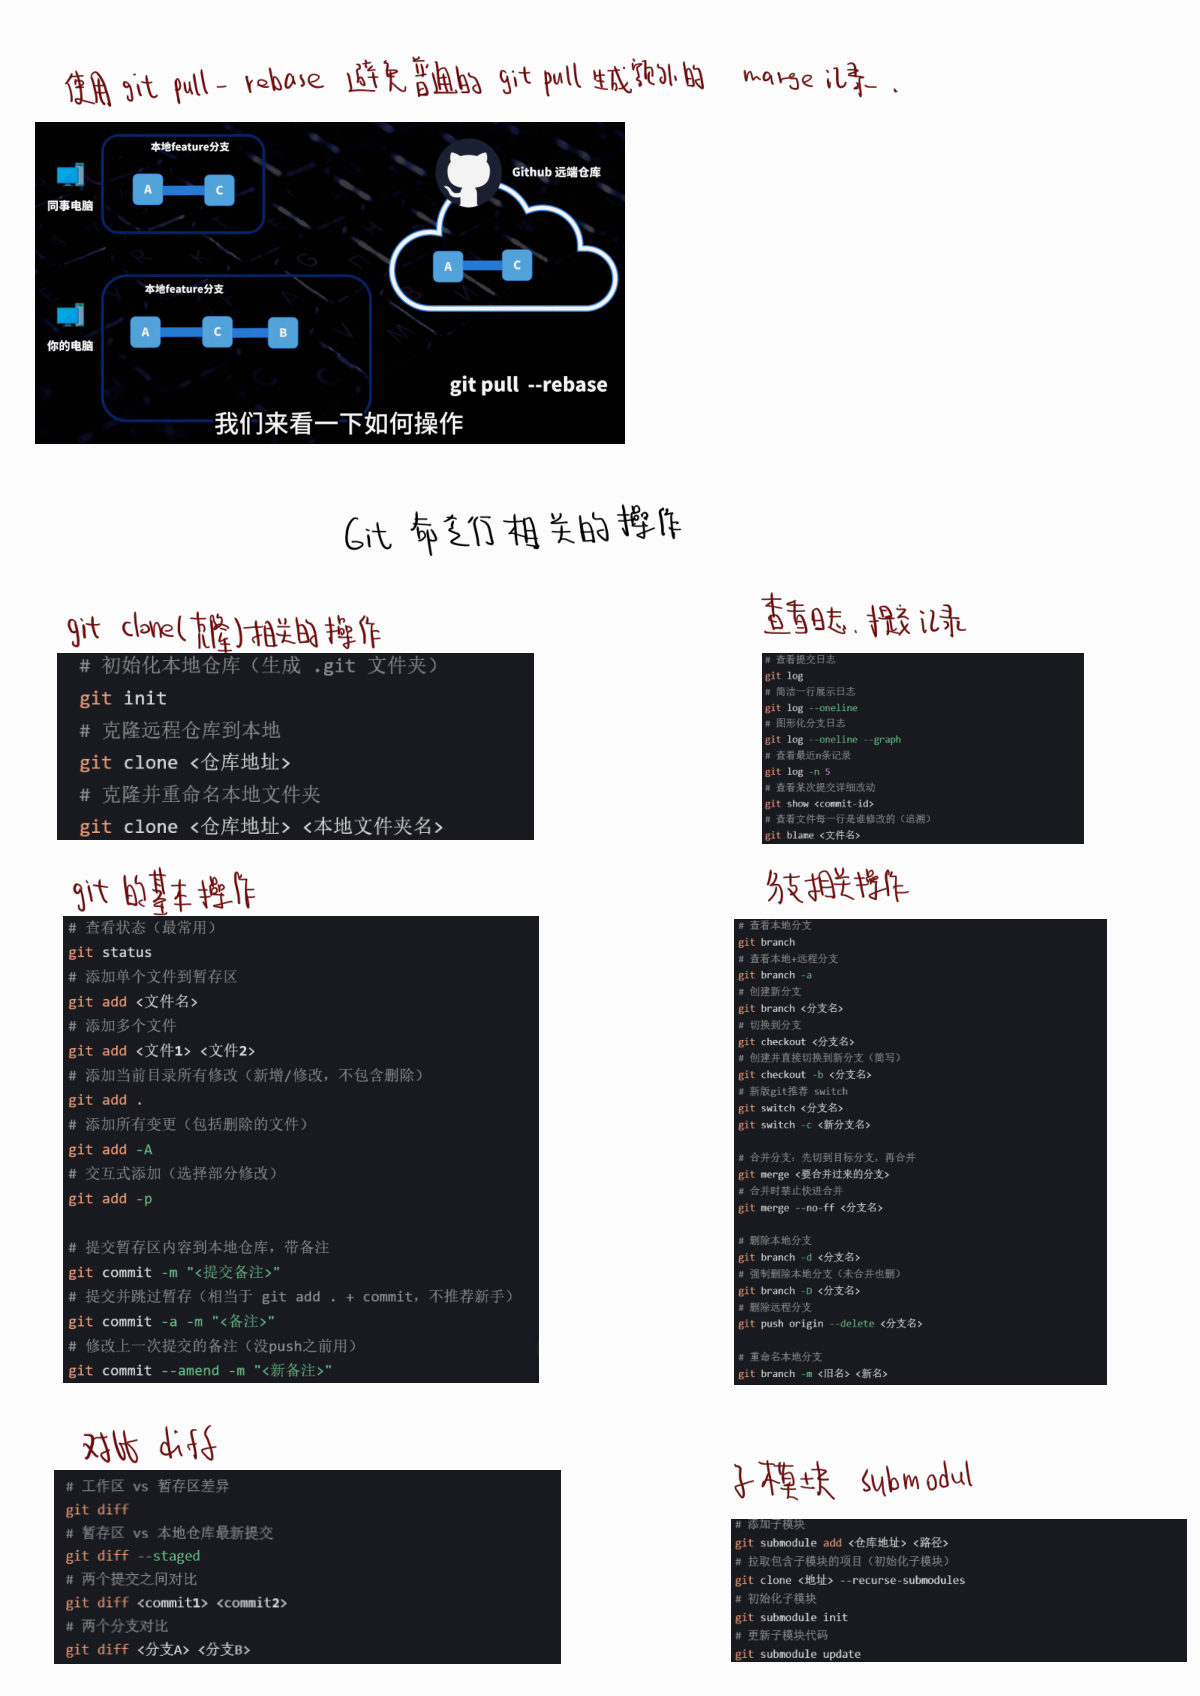 使用 git pull - rebase 避免普通的 git pull 生成额外的 marge 记录.
本地feature分支
A C
同事电脑
Github 远端仓库
A C
本地feature分支
A C B
你的电脑
git pull --rebase
我们来看一下如何操作
Git 命令行相关的操作
git clone(克隆)相关的操作
# 初始化本地仓库（生成 .git 文件夹）
git init
# 克隆远程仓库到本地
git clone <仓库地址>
# 克隆并重命名本地文件夹
git clone <仓库地址> <本地文件夹名>
git 的基本操作
# 查看状态（最常用）
git status
# 添加单个文件到暂存区
git add <文件名>
# 添加多个文件
git add <文件1> <文件2>
# 添加当前目录所有修改（新增/修改，不包含删除）
git add .
# 添加所有变更（包括删除的文件）
git add -A
# 交互式添加（选择部分修改）
git add -p
# 提交暂存区内容到本地仓库，带备注
git commit -m "<提交备注>"
# 提交并跳过暂存（相当于 git add . + commit，不推荐新手）
git commit -a -m "<备注>"
# 修改上一次提交的备注（没push之前用）
git commit --amend -m "<新备注>"
对比 diff
# 工作区 vs 暂存区差异
git diff
# 暂存区 vs 本地仓库最新提交
git diff --staged
# 两个提交之间对比
git diff <commit1> <commit2>
# 两个分支对比
git diff <分支A> <分支B>
查看日志、提交记录
# 查看提交日志
git log
# 简洁一行展示日志
git log --oneline
# 图形化分支日志
git log --oneline --graph
# 查看最近n条记录
git log -n 5
# 查看某次提交详细改动
git show <commit-id>
# 查看文件每一行是谁修改的（追溯）
git blame <文件名>
分支相关操作
# 查看本地分支
git branch
# 查看本地+远程分支
git branch -a
# 创建新分支
git branch <分支名>
# 切换到分支
git checkout <分支名>
# 创建并直接切换到新分支（简写）
git checkout -b <分支名>
# 新版git推荐 switch
git switch <分支名>
git switch -c <新分支名>
# 合并分支：先切到目标分支，再合并
git merge <要合并过来的分支>
# 合并时禁止快进合并
git merge --no-ff <分支名>
# 删除本地分支
git branch -d <分支名>
# 强制删除本地分支（未合并也删）
git branch -D <分支名>
# 删除远程分支
git push origin --delete <分支名>
# 重命名本地分支
git branch -m <旧名> <新名>
子模块 submodul
# 添加子模块
git submodule add <仓库地址> <路径>
# 拉取包含子模块的项目（初始化子模块）
git clone <地址> --recurse-submodules
# 初始化子模块
git submodule init
# 更新子模块代码
git submodule update